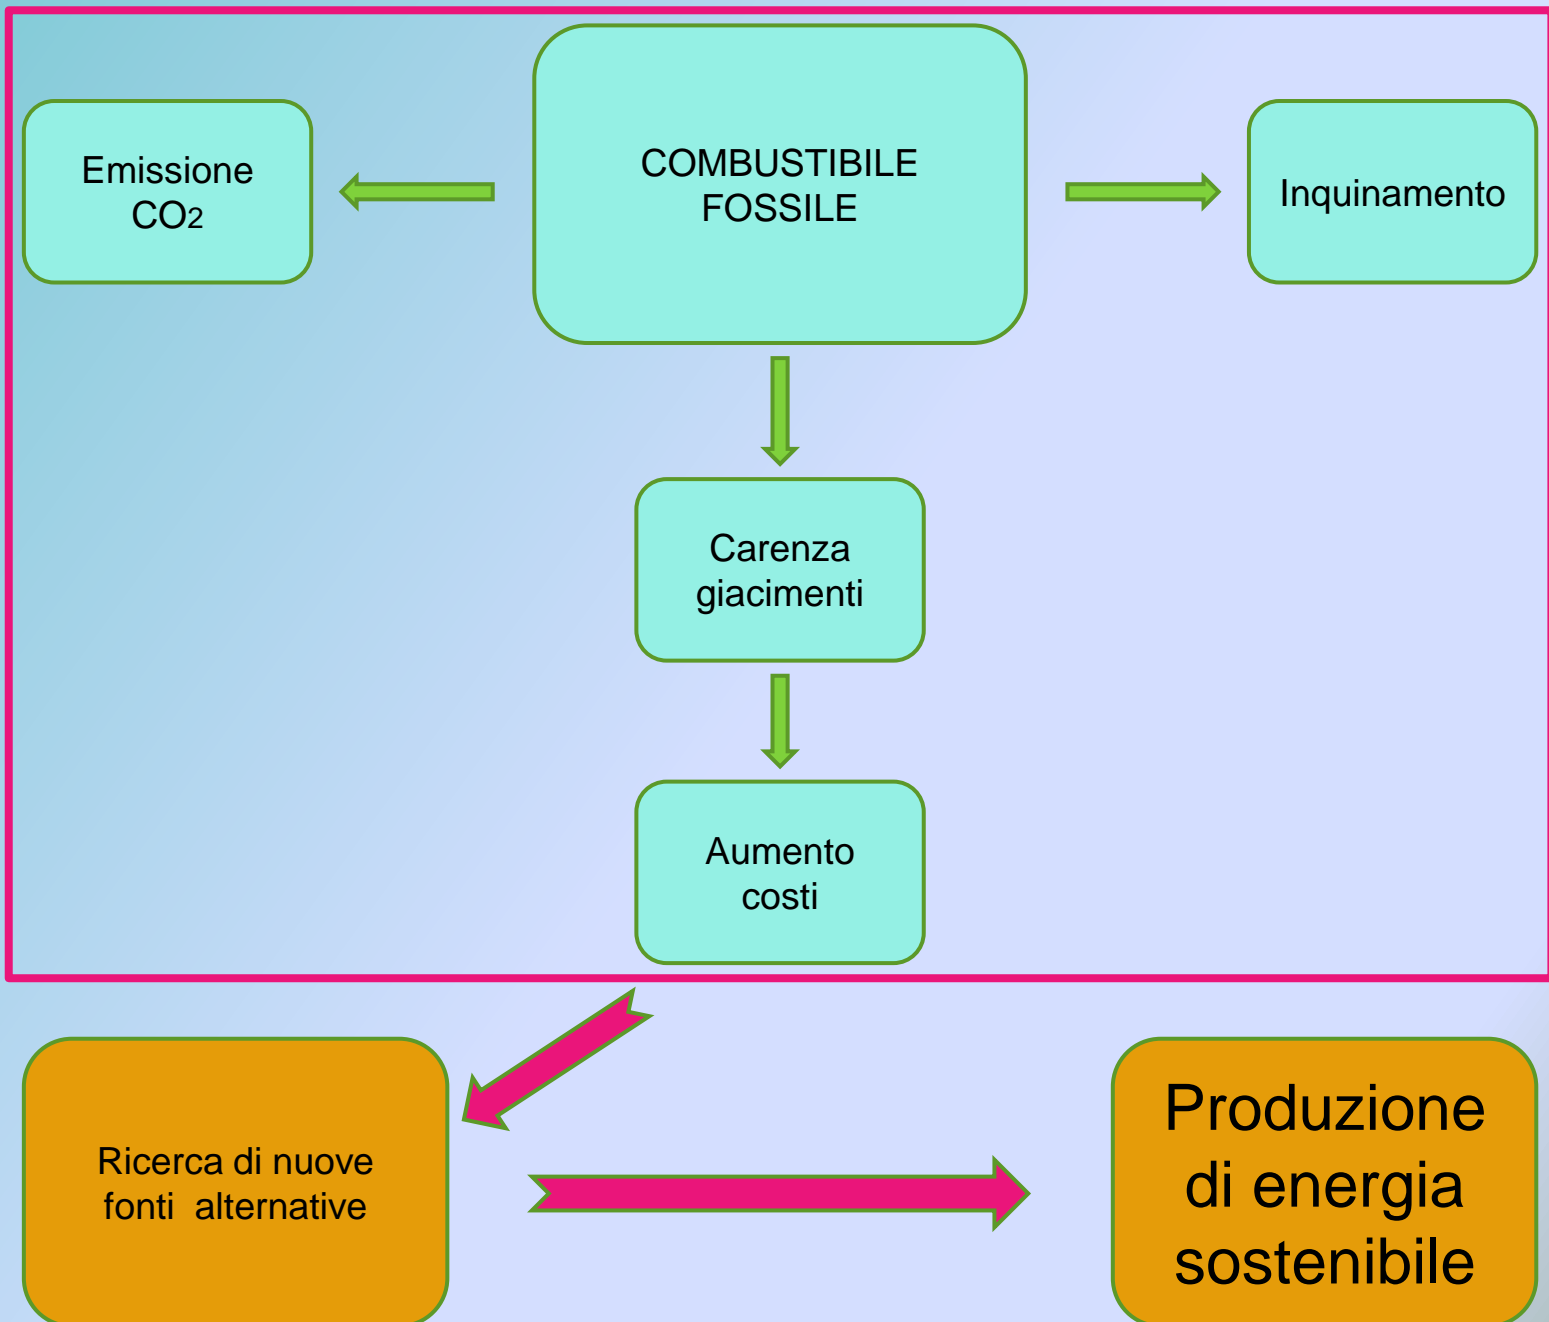 Emissione
CO2
COMBUSTIBILE
FOSSILE
Inquinamento
Carenza
giacimenti
Aumento
costi
Ricerca di nuove
fonti  alternative
Produzione
di energia
sostenibile